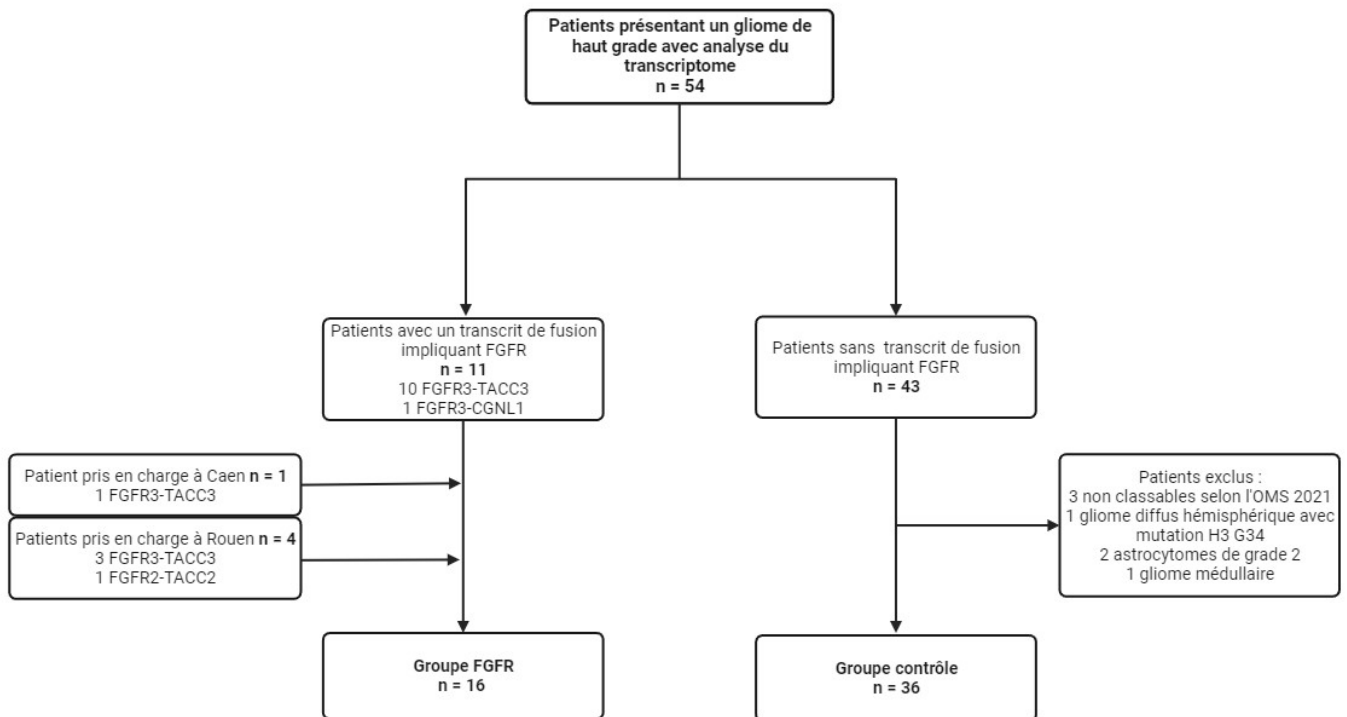 Patients présentant un gliome de
haut grade avec analyse du
transcriptome
n = 54
Patients avec un transcrit de fusion
impliquant FGFR
n = 11
10 FGFR3-TACC3
1 FGFR3-CGNL1
Patients sans transcrit de fusion
impliquant FGFR
n = 43
Patient pris en charge à Caen n = 1
1 FGFR3-TACC3
Patients pris en charge à Rouen n = 4
3 FGFR3-TACC3
1 FGFR2-TACC2
Patients exclus :
3 non classables selon l'OMS 2021
1 gliome diffus hémisphérique avec
mutation H3 G34
2 astrocytomes de grade 2
1 gliome médullaire
Groupe FGFR
n = 16
Groupe contrôle
n = 36